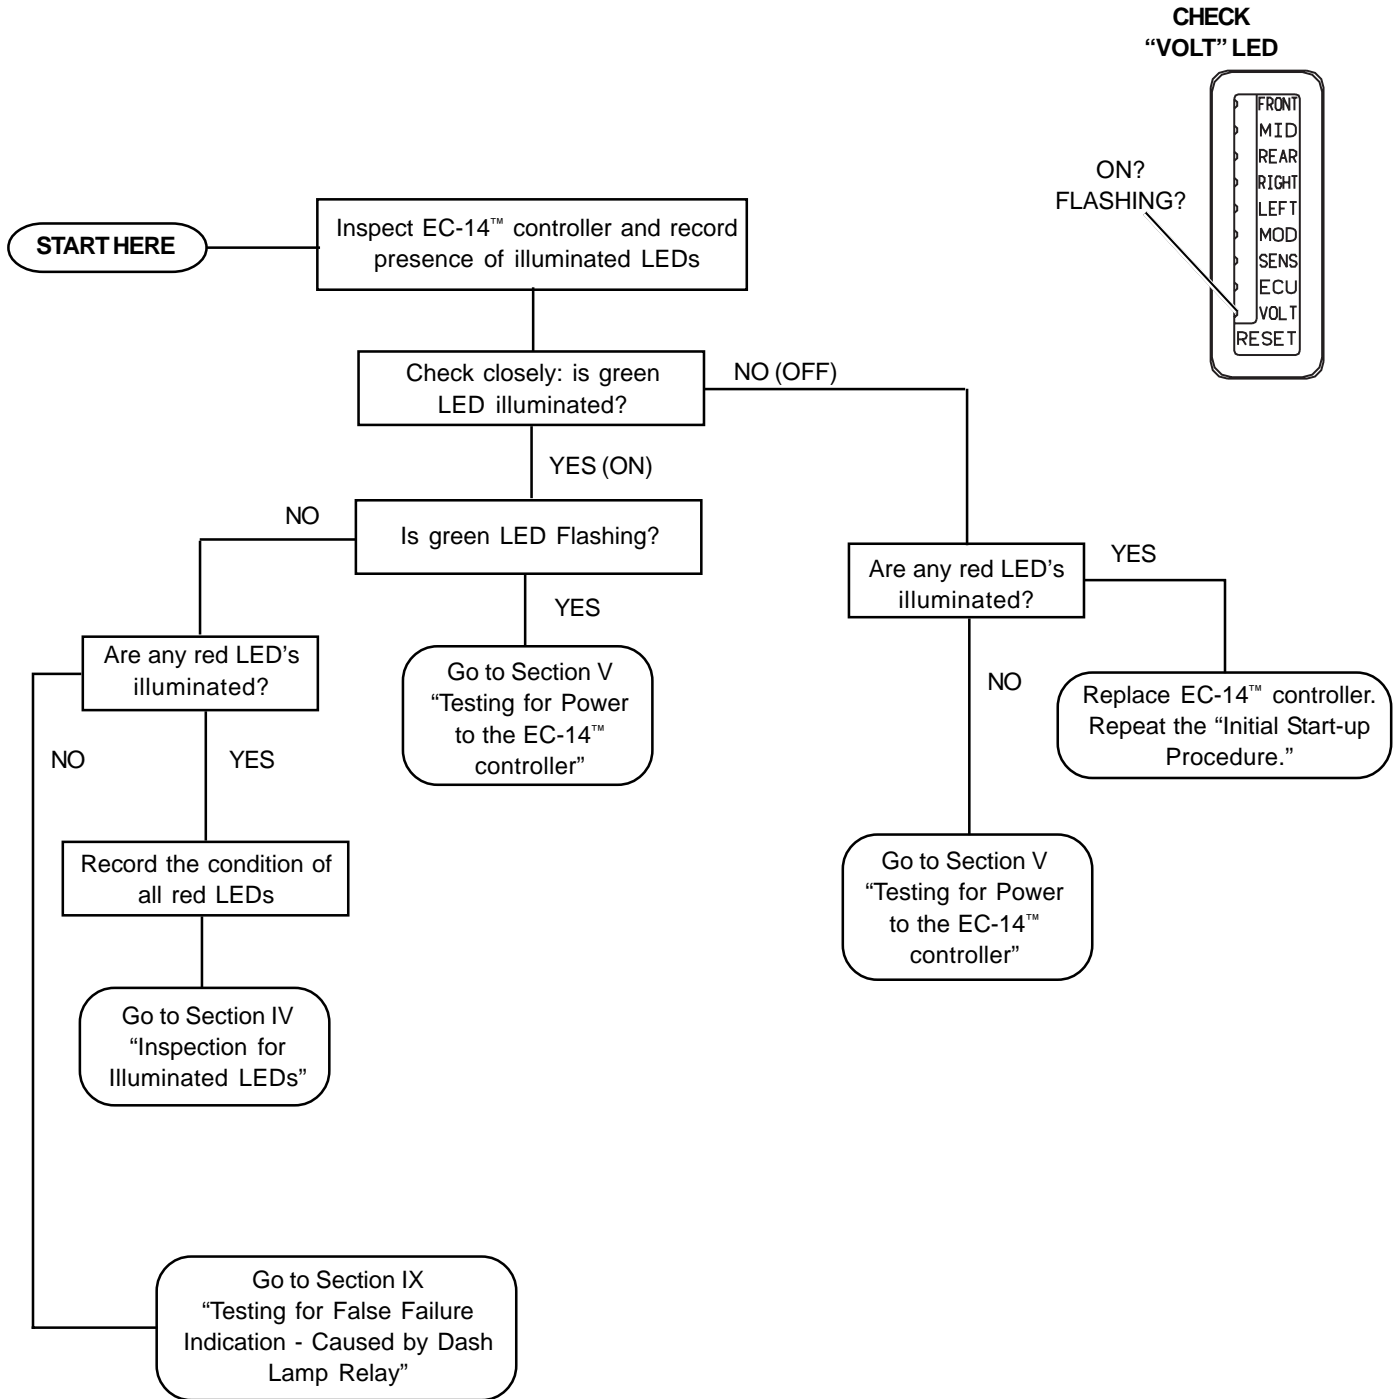 CHECK
“VOLT” LED
FRONT
MID
REAR
RIGHT
LEFT
MOD
SENS
ECU
VOLT
RESET
ON?
FLASHING?
START HERE
Inspect EC-14™ controller and record
presence of illuminated LEDs
Check closely: is green
LED illuminated?
NO (OFF)
YES (ON)
NO
Is green LED Flashing?
YES
Are any red LED’s
illuminated?
YES
Are any red LED’s
illuminated?
Go to Section V
“Testing for Power
to the EC-14™
controller”
NO
Replace EC-14™ controller.
Repeat the “Initial Start-up
Procedure.”
NO
YES
Record the condition of
all red LEDs
Go to Section V
“Testing for Power
to the EC-14™
controller”
Go to Section IV
“Inspection for
Illuminated LEDs”
Go to Section IX
“Testing for False Failure
Indication - Caused by Dash
Lamp Relay”